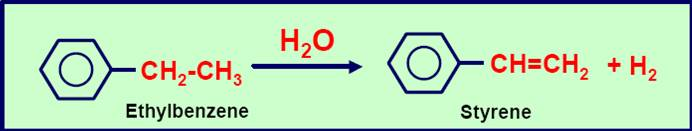 H₂O
CH₂-CH₃ CH=CH₂ + H₂
Ethylbenzene Styrene